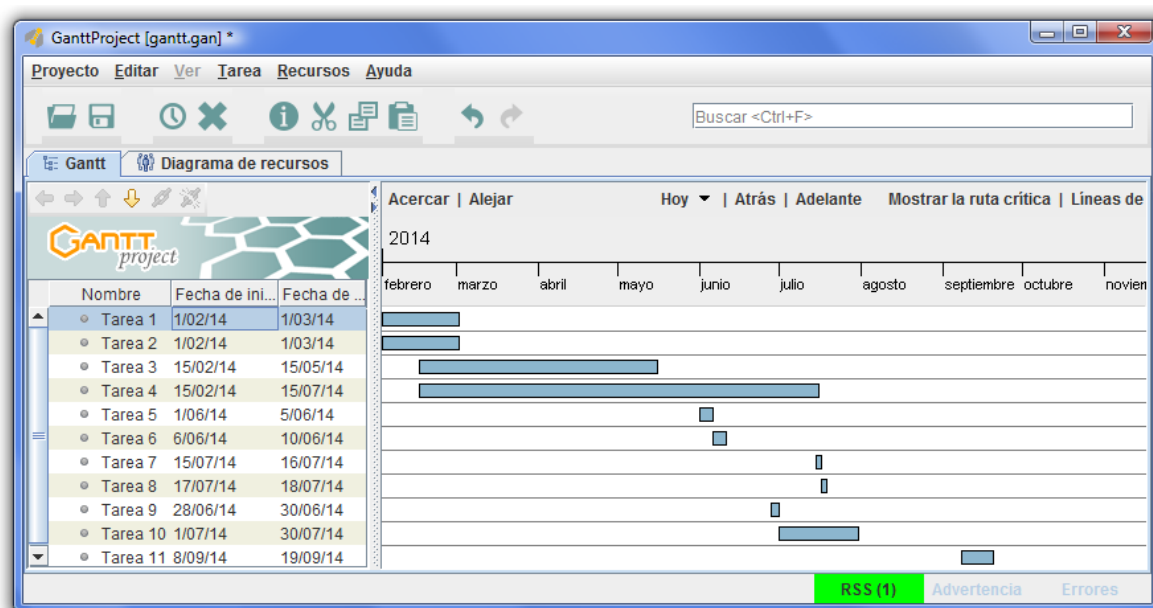 GanttProject [gantt.gan] *
Proyecto Editar Ver Tarea Recursos Ayuda
Buscar <Ctrl+F>
Gantt Diagrama de recursos
Acercar | Alejar Hoy | Atrás | Adelante Mostrar la ruta crítica | Líneas de
GANTT
project
2014
febrero marzo abril mayo junio julio agosto septiembre octubre noviem
Nombre Fecha de ini... Fecha de ...
Tarea 1 1/02/14 1/03/14
Tarea 2 1/02/14 1/03/14
Tarea 3 15/02/14 15/05/14
Tarea 4 15/02/14 15/07/14
Tarea 5 1/06/14 5/06/14
Tarea 6 6/06/14 10/06/14
Tarea 7 15/07/14 16/07/14
Tarea 8 17/07/14 18/07/14
Tarea 9 28/06/14 30/06/14
Tarea 10 1/07/14 30/07/14
Tarea 11 8/09/14 19/09/14
RSS (1) Advertencia Errores